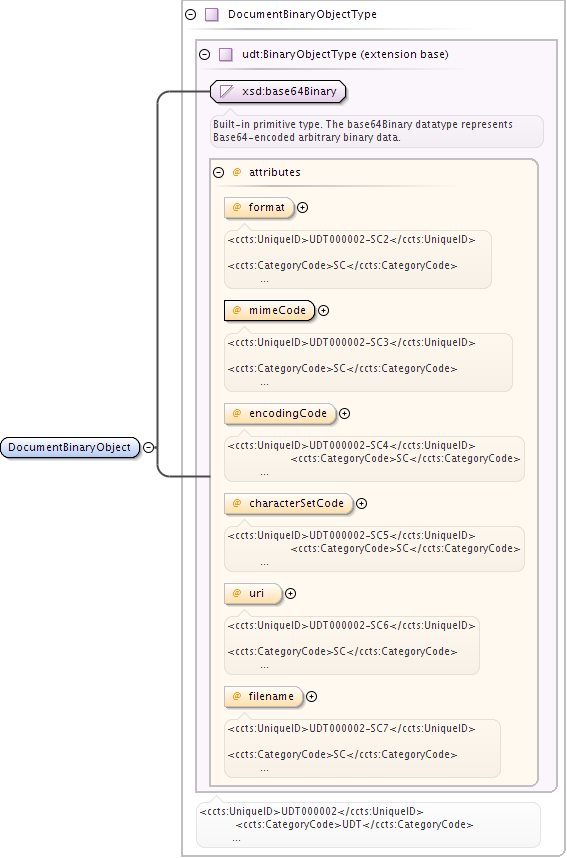 DocumentBinaryObjectType
udt:BinaryObjectType (extension base)
xsd:base64Binary
Built-in primitive type. The base64Binary datatype represents
Base64-encoded arbitrary binary data.
@ attributes
@ format
<ccts:UniqueID>UDT000002-SC2</ccts:UniqueID>
<ccts:CategoryCode>SC</ccts:CategoryCode>
...
@ mimeCode
<ccts:UniqueID>UDT000002-SC3</ccts:UniqueID>
<ccts:CategoryCode>SC</ccts:CategoryCode>
...
@ encodingCode
<ccts:UniqueID>UDT000002-SC4</ccts:UniqueID>
<ccts:CategoryCode>SC</ccts:CategoryCode>
...
DocumentBinaryObject
@ characterSetCode
<ccts:UniqueID>UDT000002-SC5</ccts:UniqueID>
<ccts:CategoryCode>SC</ccts:CategoryCode>
...
@ uri
<ccts:UniqueID>UDT000002-SC6</ccts:UniqueID>
<ccts:CategoryCode>SC</ccts:CategoryCode>
...
@ filename
<ccts:UniqueID>UDT000002-SC7</ccts:UniqueID>
<ccts:CategoryCode>SC</ccts:CategoryCode>
...
<ccts:UniqueID>UDT000002</ccts:UniqueID>
<ccts:CategoryCode>UDT</ccts:CategoryCode>
...